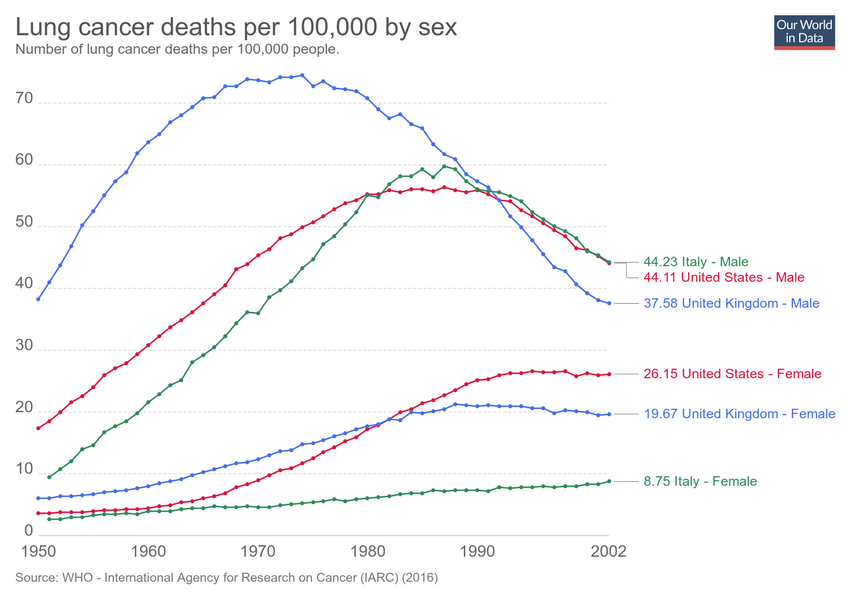 Lung cancer deaths per 100,000 by sex
Number of lung cancer deaths per 100,000 people.
Our World
in Data
70
60
50
40
30
20
10
0
44.23 Italy - Male
44.11 United States - Male
37.58 United Kingdom - Male
26.15 United States - Female
19.67 United Kingdom - Female
8.75 Italy - Female
1950
1960
1970
1980
1990
2002
Source: WHO - International Agency for Research on Cancer (IARC) (2016)